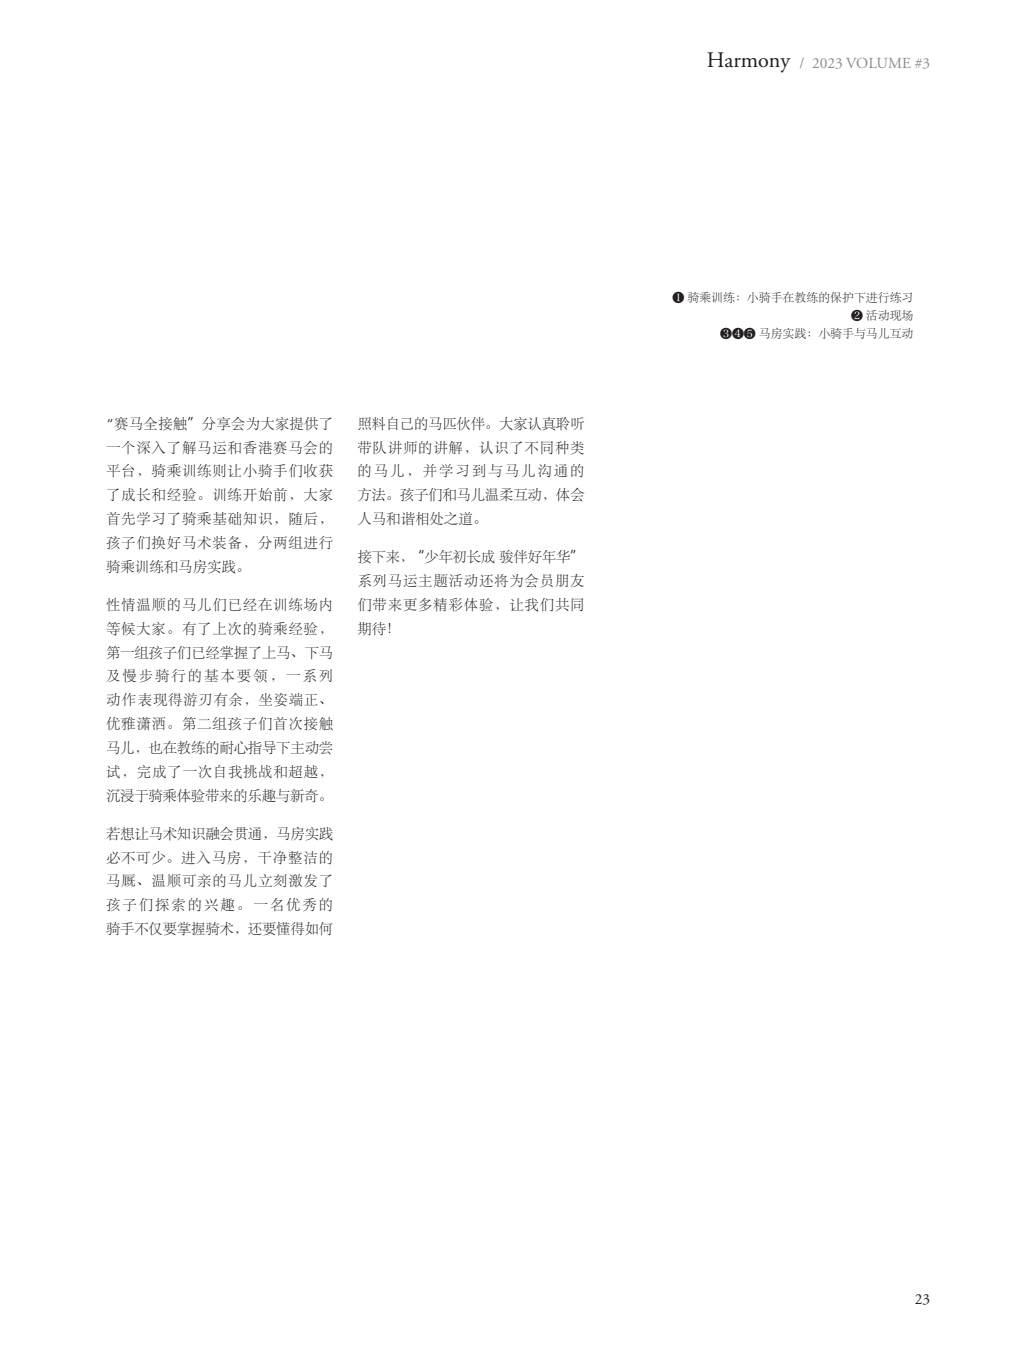 Harmony / 2023 VOLUME #3
❶ 骑乘训练：小骑手在教练的保护下进行练习
❷ 活动现场
❸❹❺ 马房实践：小骑手与马儿互动
“赛马全接触”分享会为大家提供了
一个深入了解马运和香港赛马会的
平台，骑乘训练则让小骑手们收获
了成长和经验。训练开始前，大家
首先学习了骑乘基础知识，随后，
孩子们换好马术装备，分两组进行
骑乘训练和马房实践。
性情温顺的马儿们已经在训练场内
等候大家。有了上次的骑乘经验，
第一组孩子们已经掌握了上马、下马
及慢步骑行的基本要领，一系列
动作表现得游刃有余，坐姿端正、
优雅潇洒。第二组孩子们首次接触
马儿，也在教练的耐心指导下主动尝
试，完成了一次自我挑战和超越，
沉浸于骑乘体验带来的乐趣与新奇。
若想让马术知识融会贯通，马房实践
必不可少。进入马房，干净整洁的
马厩、温顺可亲的马儿立刻激发了
孩子们探索的兴趣。一名优秀的
骑手不仅要掌握骑术，还要懂得如何
照料自己的马匹伙伴。大家认真聆听
带队讲师的讲解，认识了不同种类
的马儿，并学习到与马儿沟通的
方法。孩子们和马儿温柔互动，体会
人马和谐相处之道。
接下来，“少年初长成 骏伴好年华”
系列马运主题活动还将为会员朋友
们带来更多精彩体验，让我们共同
期待！
23